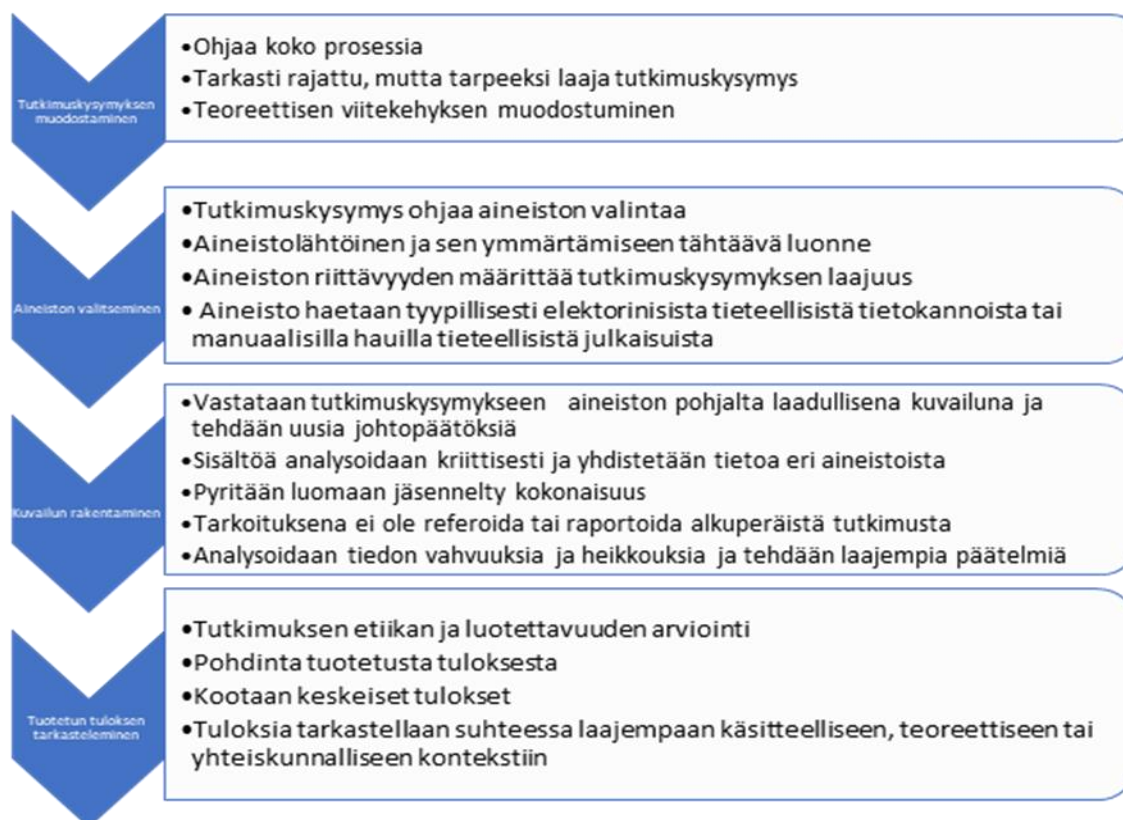 Tutkimuskysymyksen
muodostaminen
•Ohjaa koko prosessia
•Tarkasti rajattu, mutta tarpeeksi laaja tutkimuskysymys
•Teoreettisen viitekehyksen muodostuminen
Aineiston valitseminen
•Tutkimuskysymys ohjaa aineiston valintaa
•Aineistolähtöinen ja sen ymmärtämiseen tähtäävä luonne
•Aineiston riittävyyden määrittää tutkimuskysymyksen laajuus
• Aineisto haetaan tyypillisesti elektorinisista tieteellisistä tietokannoista tai
manuaalisilla hauilla tieteellisistä julkaisuista
Kuvailun rakentaminen
•Vastataan tutkimuskysymykseen aineiston pohjalta laadullisena kuvailuna ja
tehdään uusia johtopäätöksiä
•Sisältöä analysoidaan kriittisesti ja yhdistetään tietoa eri aineistoista
•Pyritään luomaan jäsennelty kokonaisuus
•Tarkoituksena ei ole referoida tai raportoida alkuperäistä tutkimusta
•Analysoidaan tiedon vahvuuksia ja heikkouksia ja tehdään laajempia päätelmiä
Tuotetun tuloksen
tarkasteleminen
•Tutkimuksen etiikan ja luotettavuuden arviointi
•Pohdinta tuotetusta tuloksesta
•Kootaan keskeiset tulokset
•Tuloksia tarkastellaan suhteessa laajempaan käsitteelliseen, teoreettiseen tai
yhteiskunnalliseen kontekstiin